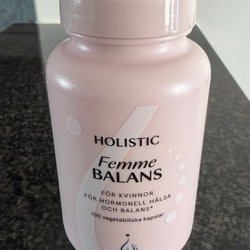 HOLISTIC
Femme
BALANS
FÖR KVINNOR
FÖR HORMONELL HÄLSA
OCH BALANS*
100 vegetabiliska kapslar